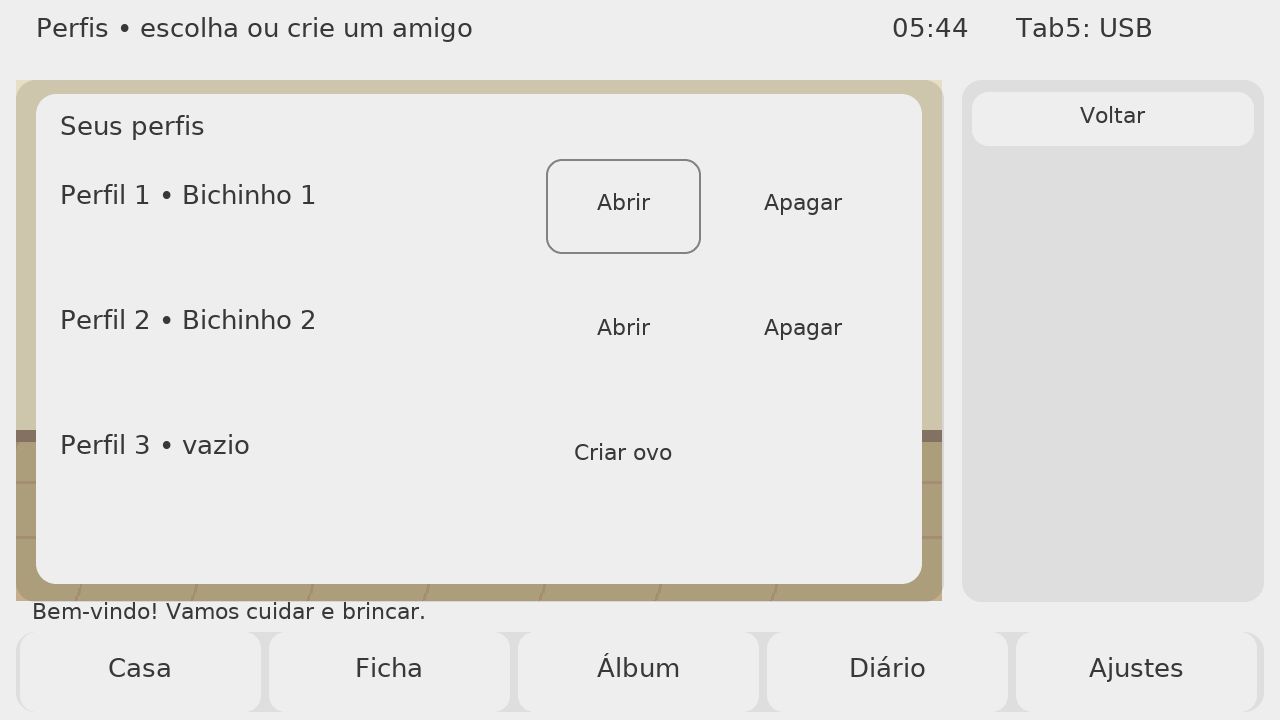 Perfis • escolha ou crie um amigo 05:44 Tab5: USB
Seus perfis
Voltar
Perfil 1 • Bichinho 1 Abrir Apagar
Perfil 2 • Bichinho 2 Abrir Apagar
Perfil 3 • vazio Criar ovo
Bem-vindo! Vamos cuidar e brincar.
Casa Ficha Álbum Diário Ajustes